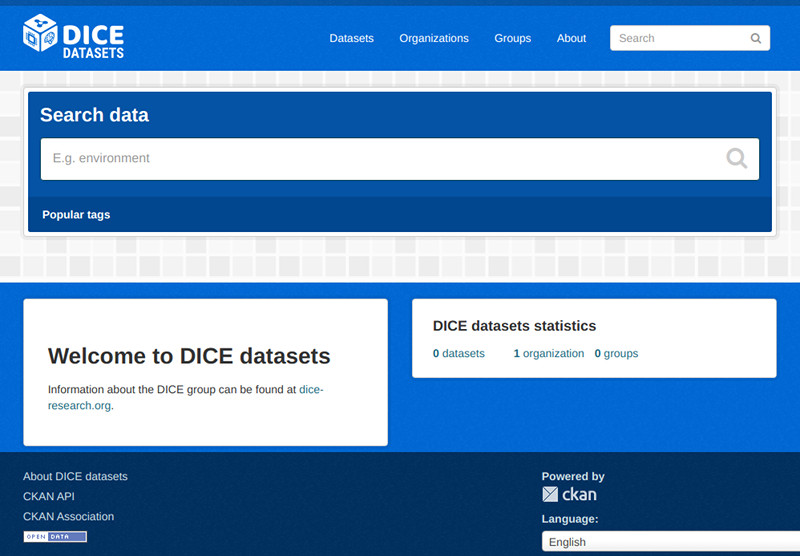 DICE
DATASETS
Datasets Organizations Groups About Search
Search data
E.g. environment
Popular tags
Welcome to DICE datasets
Information about the DICE group can be found at dice-
research.org.
DICE datasets statistics
0 datasets 1 organization 0 groups
About DICE datasets
CKAN API
CKAN Association
OPEN DATA
Powered by
ckan
Language:
English